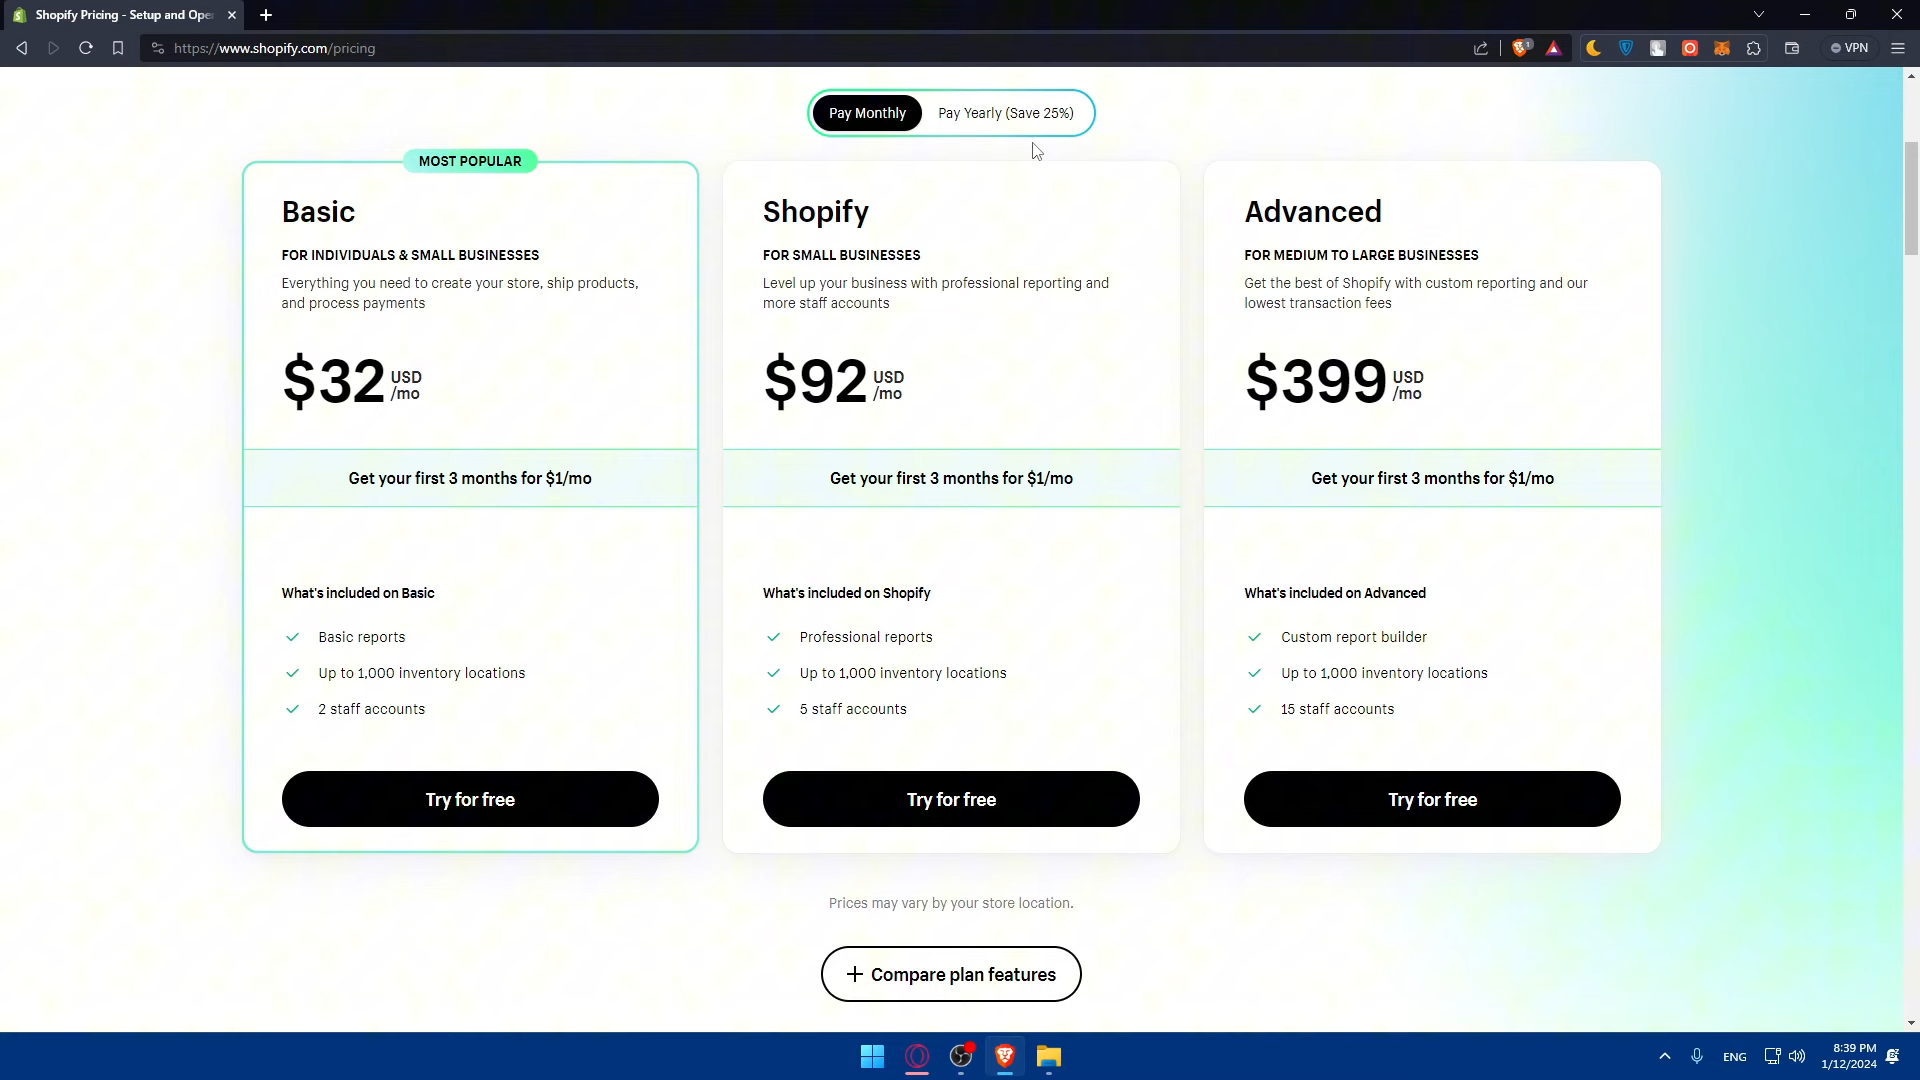 Shopify Pricing - Setup and Ope
https://www.shopify.com/pricing
1
VPN
Pay Monthly
Pay Yearly (Save 25%)
MOST POPULAR
Basic
FOR INDIVIDUALS & SMALL BUSINESSES
Everything you need to create your store, ship products,
and process payments
$32 USD
/mo
Get your first 3 months for $1/mo
What's included on Basic
Basic reports
Up to 1,000 inventory locations
2 staff accounts
Try for free
Shopify
FOR SMALL BUSINESSES
Level up your business with professional reporting and
more staff accounts
$92 USD
/mo
Get your first 3 months for $1/mo
What's included on Shopify
Professional reports
Up to 1,000 inventory locations
5 staff accounts
Try for free
Advanced
FOR MEDIUM TO LARGE BUSINESSES
Get the best of Shopify with custom reporting and our
lowest transaction fees
$399 USD
/mo
Get your first 3 months for $1/mo
What's included on Advanced
Custom report builder
Up to 1,000 inventory locations
15 staff accounts
Try for free
Prices may vary by your store location.
+ Compare plan features
ENG
8:39 PM
1/12/2024